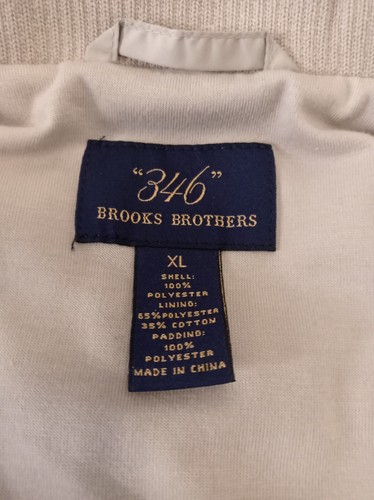 "346"
BROOKS BROTHERS
XL
SHELL:
100%
POLYESTER
LINING:
65% POLYESTER
35% COTTON
PADDING:
100%
POLYESTER
MADE IN CHINA